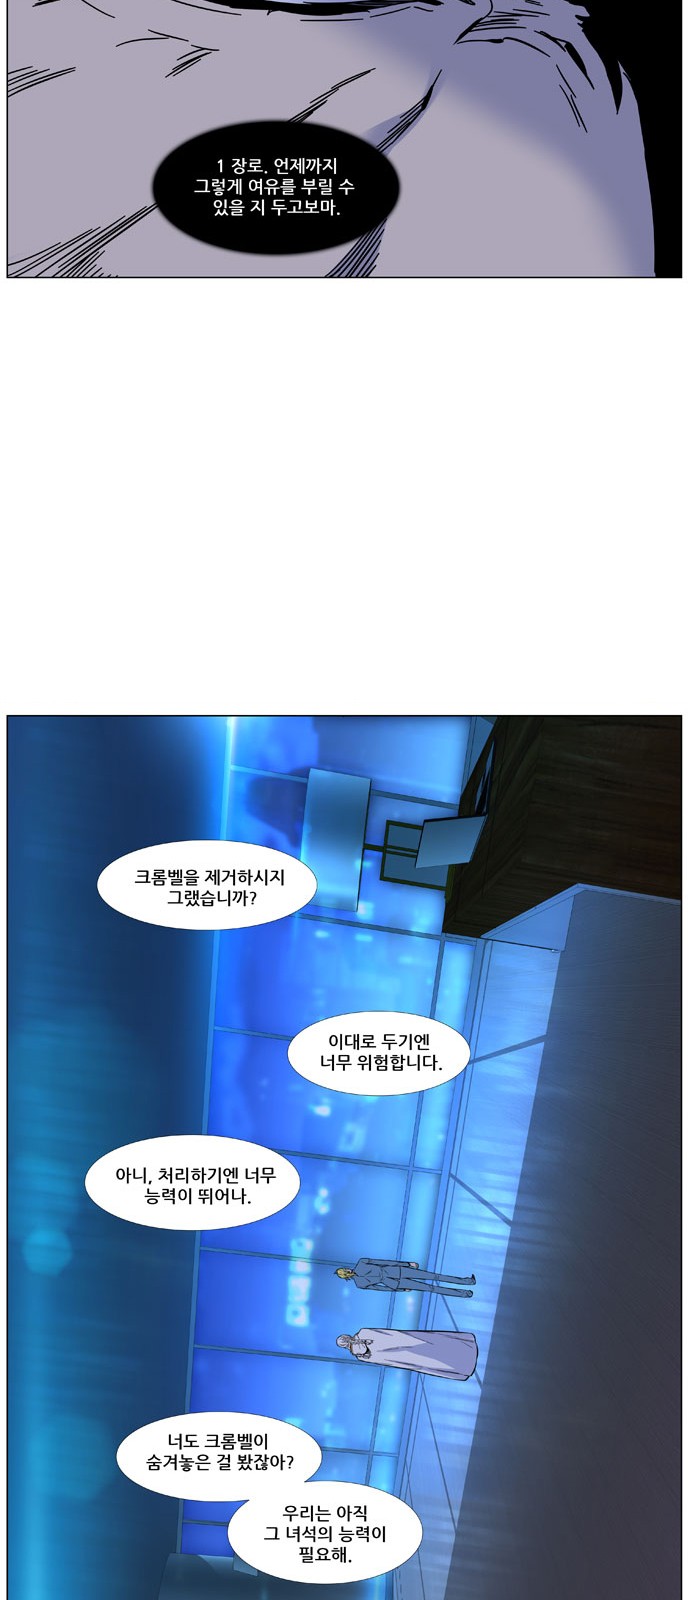 1 장로. 언제까지
그렇게 여유를 부릴 수
있을 지 두고보마.
크롬벨을 제거하시지
그랬습니까?
이대로 두기엔
너무 위험합니다.
아니, 처리하기엔 너무
능력이 뛰어나.
너도 크롬벨이
숨겨놓은 걸 봤잖아?
우리는 아직
그 녀석의 능력이
필요해.